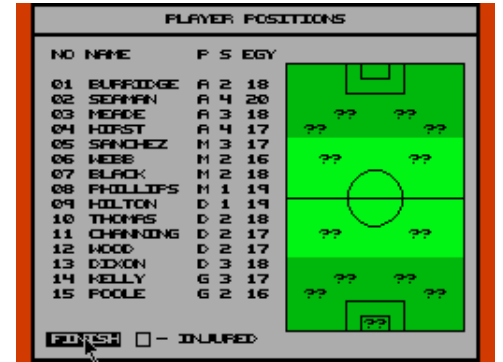 PLAYER POSITIONS
NO NAME P S EGY
01 BURRIDGE A 2 18
02 SEAMAN A 4 20
03 MEADE A 3 18
04 HIRST A 4 17
05 SANCHEZ M 3 17
06 WEBB M 2 16
07 BLACK M 2 18
08 PHILLIPS M 1 19
09 HILTON D 1 19
10 THOMAS D 2 18
11 CHANNING D 2 17
12 WOOD D 2 17
13 DIXON D 3 18
14 KELLY G 3 17
15 POOLE G 2 16
?? ??
?? ??
?? ??
?? ??
?? ??
?? ??
??
FINISH - INJURED